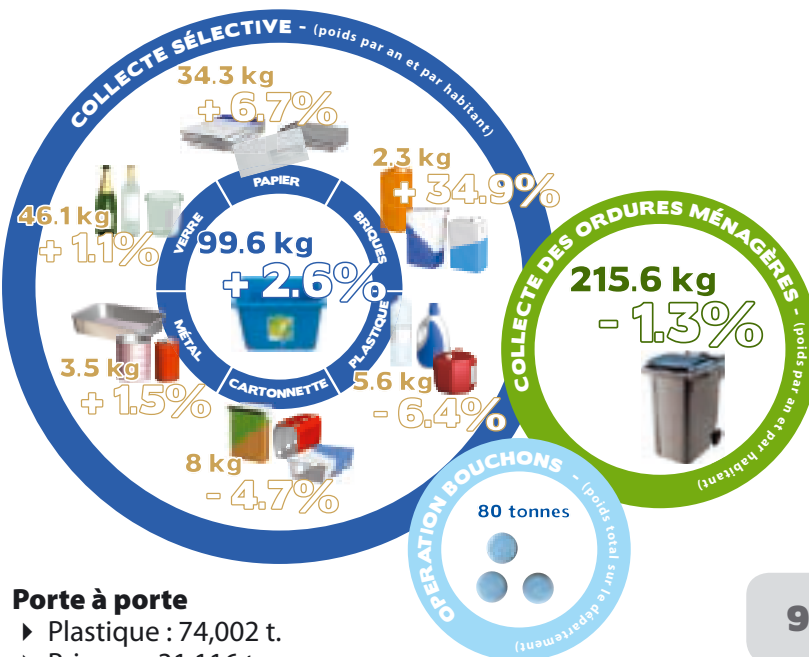 COLLECTE SÉLECTIVE - (poids par an et par habitant)
34.3 kg
+ 6.7%
PAPIER
2.3 kg
+ 34.9%
BRIQUES
46.1 kg
+ 1.1%
VERRE
99.6 kg
+ 2.6%
3.5 kg
+ 1.5%
MÉTAL
5.6 kg
- 6.4%
PLASTIQUE
CARTONNETTE
8 kg
- 4.7%
COLLECTE DES ORDURES MÉNAGÈRES - (poids par an et par habitant)
215.6 kg
- 1.3%
OPERATION BOUCHONS - (poids total sur le département)
80 tonnes
Porte à porte
Plastique : 74,002 t.
9